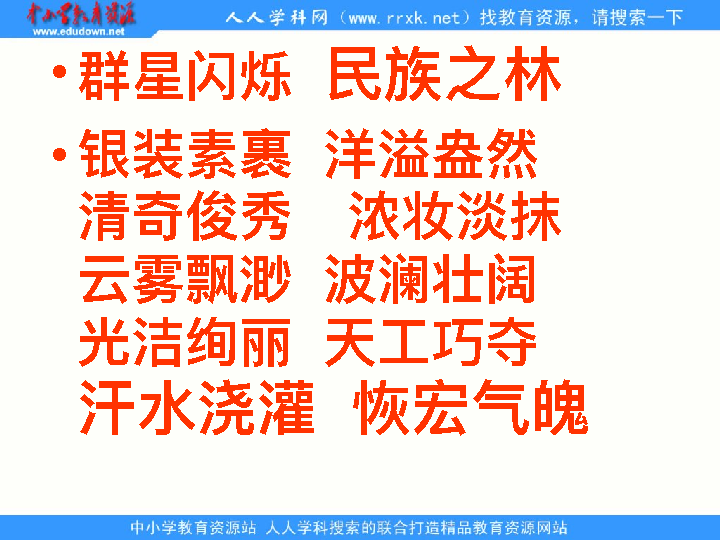 中小学教育资源
www.edudown.net
人人学科网（www.rrxk.net）找教育资源，请搜索一下
•群星闪烁 民族之林
•银装素裹 洋溢盎然
清奇俊秀 浓妆淡抹
云雾飘渺 波澜壮阔
光洁绚丽 天工巧夺
汗水浇灌 恢宏气魄
中小学教育资源站 人人学科搜索的联合打造精品教育资源网站